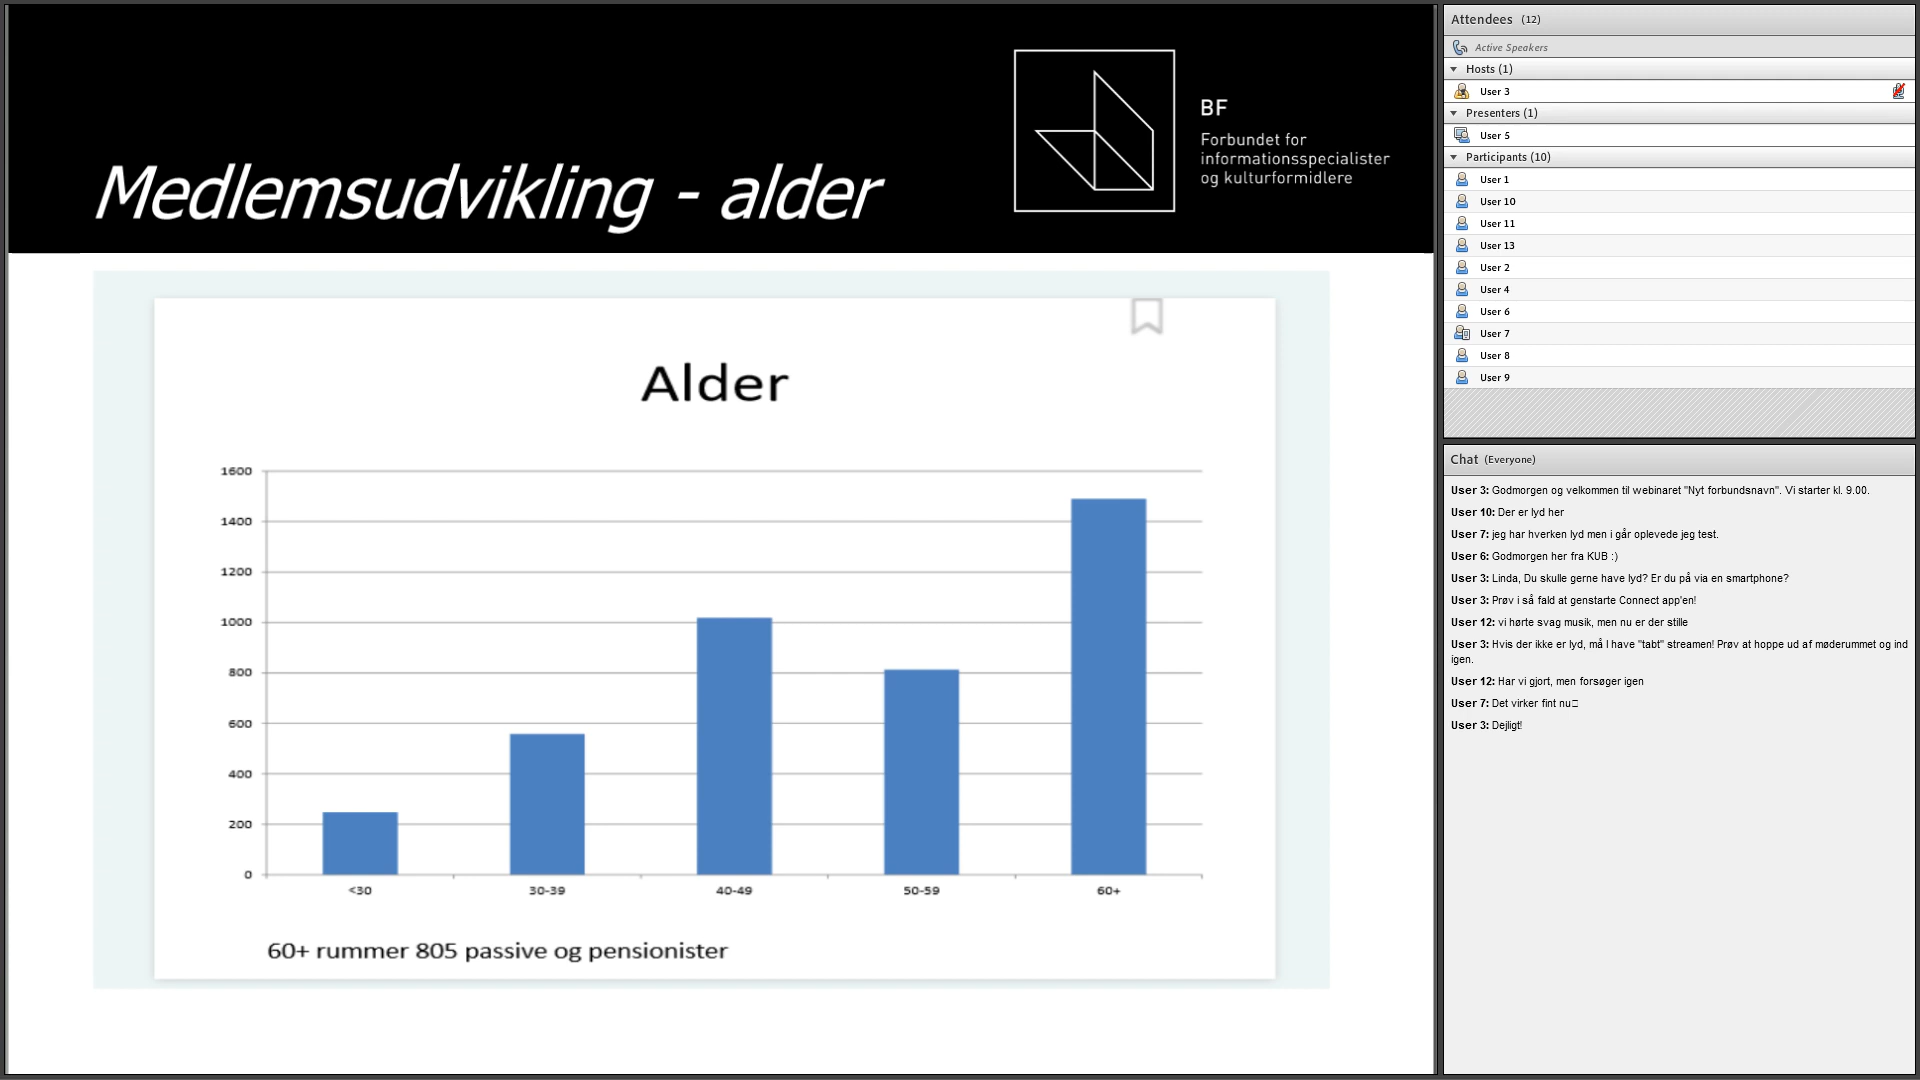 Medlemsudvikling - alder
BF
Forbundet for
informationsspecialister
og kulturformidlere
Alder
1600
1400
1200
1000
800
600
400
200
0
<30
30-39
40-49
50-59
60+
60+ rummer 805 passive og pensionister
Attendees (12)
Active Speakers
Hosts (1)
User 3
Presenters (1)
User 5
Participants (10)
User 1
User 10
User 11
User 13
User 2
User 4
User 6
User 7
User 8
User 9
Chat (Everyone)
User 3: Godmorgen og velkommen til webinaret "Nyt forbundsnavn". Vi starter kl. 9.00.
User 10: Der er lyd her
User 7: jeg har hverken lyd men i går oplevede jeg test.
User 6: Godmorgen her fra KUB :)
User 3: Linda, Du skulle gerne have lyd? Er du på via en smartphone?
User 3: Prøv i så fald at genstarte Connect app'en!
User 12: vi hørte svag musik, men nu er der stille
User 3: Hvis der ikke er lyd, må I have "tabt" streamen! Prøv at hoppe ud af møderummet og ind
igen.
User 12: Har vi gjort, men forsøger igen
User 7: Det virker fint nu
User 3: Dejligt!